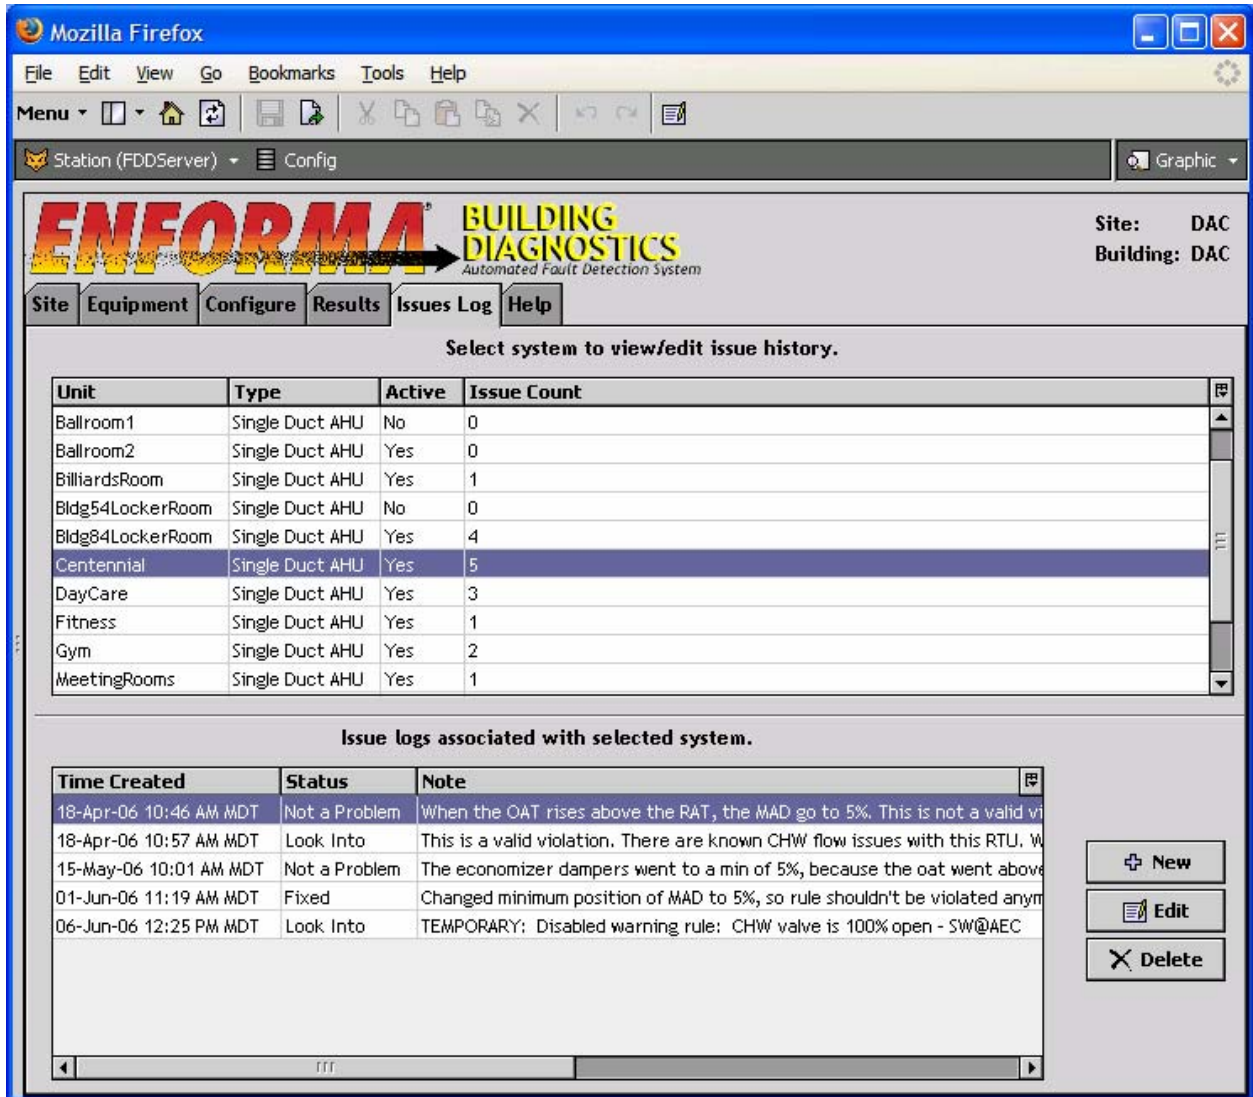 Mozilla Firefox
File Edit View Go Bookmarks Tools Help
Menu
Station (FDDServer) Config Graphic
ENFORMA® BUILDING DIAGNOSTICS
Automated Fault Detection System
Site: DAC
Building: DAC
Site Equipment Configure Results Issues Log Help
Select system to view/edit issue history.
Unit Type Active Issue Count
Ballroom1 Single Duct AHU No 0
Ballroom2 Single Duct AHU Yes 0
BilliardsRoom Single Duct AHU Yes 1
Bldg54LockerRoom Single Duct AHU No 0
Bldg84LockerRoom Single Duct AHU Yes 4
Centennial Single Duct AHU Yes 5
DayCare Single Duct AHU Yes 3
Fitness Single Duct AHU Yes 1
Gym Single Duct AHU Yes 2
MeetingRooms Single Duct AHU Yes 1
Issue logs associated with selected system.
Time Created Status Note
18-Apr-06 10:46 AM MDT Not a Problem When the OAT rises above the RAT, the MAD go to 5%. This is not a valid vi
18-Apr-06 10:57 AM MDT Look Into This is a valid violation. There are known CHW flow issues with this RTU. W
15-May-06 10:01 AM MDT Not a Problem The economizer dampers went to a min of 5%, because the oat went above
01-Jun-06 11:19 AM MDT Fixed Changed minimum position of MAD to 5%, so rule shouldn't be violated anym
06-Jun-06 12:25 PM MDT Look Into TEMPORARY: Disabled warning rule: CHW valve is 100% open - SW@AEC
New
Edit
Delete